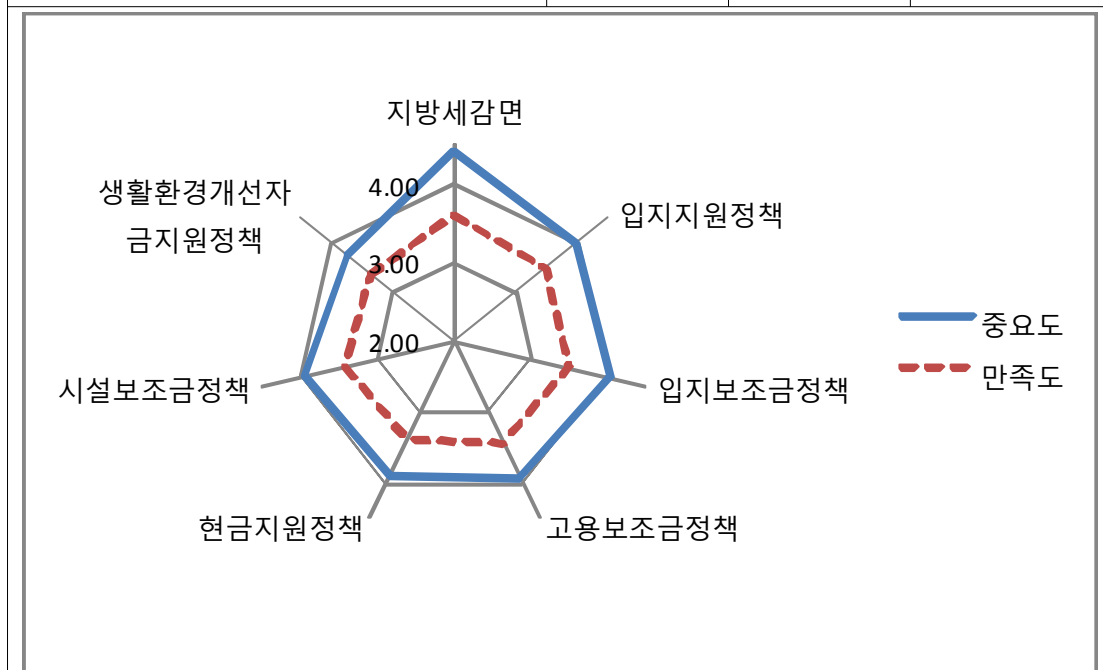 지방세감면
생활환경개선자
금지원정책
4.00
입지지원정책
3.00
2.00
중요도
시설보조금정책
입지보조금정책
만족도
현금지원정책
고용보조금정책